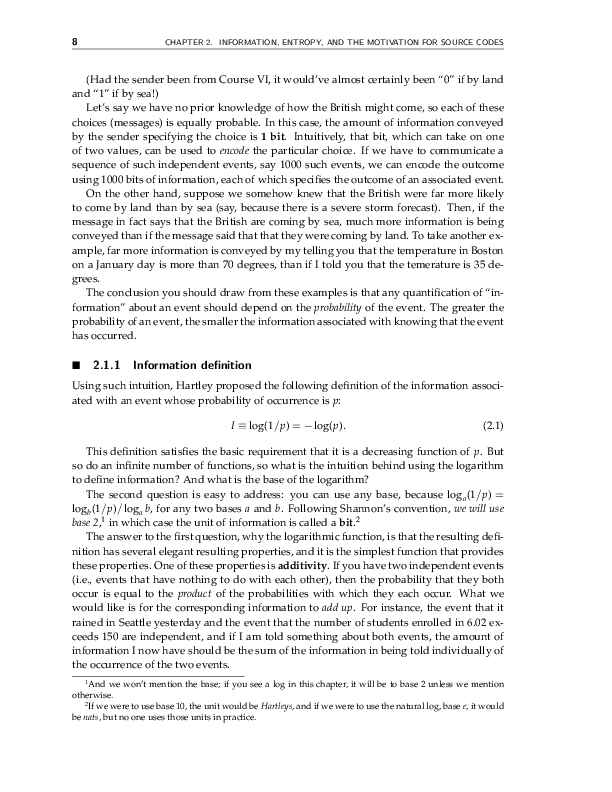 8 CHAPTER 2. INFORMATION, ENTROPY, AND THE MOTIVATION FOR SOURCE CODES
(Had the sender been from Course VI, it would've almost certainly been “0” if by land
and “1” if by sea!)
Let's say we have no prior knowledge of how the British might come, so each of these
choices (messages) is equally probable. In this case, the amount of information conveyed
by the sender specifying the choice is 1 bit. Intuitively, that bit, which can take on one
of two values, can be used to encode the particular choice. If we have to communicate a
sequence of such independent events, say 1000 such events, we can encode the outcome
using 1000 bits of information, each of which specifies the outcome of an associated event.
On the other hand, suppose we somehow knew that the British were far more likely
to come by land than by sea (say, because there is a severe storm forecast). Then, if the
message in fact says that the British are coming by sea, much more information is being
conveyed than if the message said that that they were coming by land. To take another ex-
ample, far more information is conveyed by my telling you that the temperature in Boston
on a January day is more than 70 degrees, than if I told you that the temerature is 35 de-
grees.
The conclusion you should draw from these examples is that any quantification of “in-
formation” about an event should depend on the probability of the event. The greater the
probability of an event, the smaller the information associated with knowing that the event
has occurred.
■ 2.1.1 Information definition
Using such intuition, Hartley proposed the following definition of the information associ-
ated with an event whose probability of occurrence is p:
I ≡ log(1/p) = − log(p). (2.1)
This definition satisfies the basic requirement that it is a decreasing function of p. But
so do an infinite number of functions, so what is the intuition behind using the logarithm
to define information? And what is the base of the logarithm?
The second question is easy to address: you can use any base, because logₐ(1/p) =
log_b(1/p)/logₐ b, for any two bases a and b. Following Shannon's convention, we will use
base 2,¹ in which case the unit of information is called a bit.²
The answer to the first question, why the logarithmic function, is that the resulting defi-
nition has several elegant resulting properties, and it is the simplest function that provides
these properties. One of these properties is additivity. If you have two independent events
(i.e., events that have nothing to do with each other), then the probability that they both
occur is equal to the product of the probabilities with which they each occur. What we
would like is for the corresponding information to add up. For instance, the event that it
rained in Seattle yesterday and the event that the number of students enrolled in 6.02 ex-
ceeds 150 are independent, and if I am told something about both events, the amount of
information I now have should be the sum of the information in being told individually of
the occurrence of the two events.
¹And we won't mention the base; if you see a log in this chapter, it will be to base 2 unless we mention
otherwise.
²If we were to use base 10, the unit would be Hartleys, and if we were to use the natural log, base e, it would
be nats, but no one uses those units in practice.